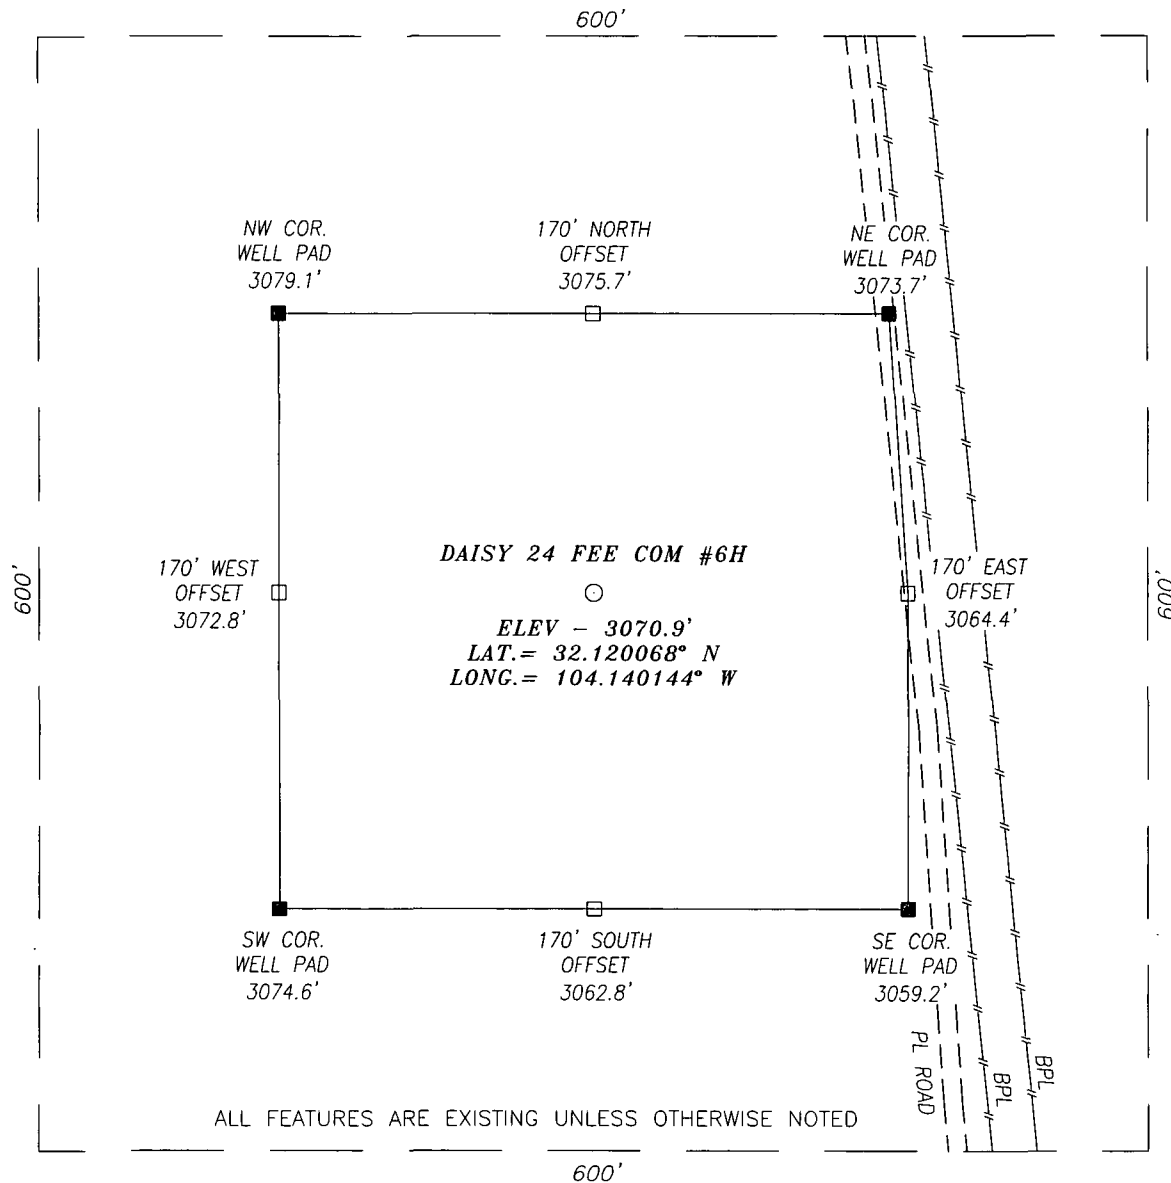 600'
NW COR.
WELL PAD
3079.1'
170' NORTH
OFFSET
3075.7'
NE COR.
WELL PAD
3073.7'
600'
170' WEST
OFFSET
3072.8'
DAISY 24 FEE COM #6H
ELEV - 3070.9'
LAT.= 32.120068° N
LONG.= 104.140144° W
170' EAST
OFFSET
3064.4'
600'
SW COR.
WELL PAD
3074.6'
170' SOUTH
OFFSET
3062.8'
SE COR.
WELL PAD
3059.2'
PL ROAD
BPL
BPL
ALL FEATURES ARE EXISTING UNLESS OTHERWISE NOTED
600'